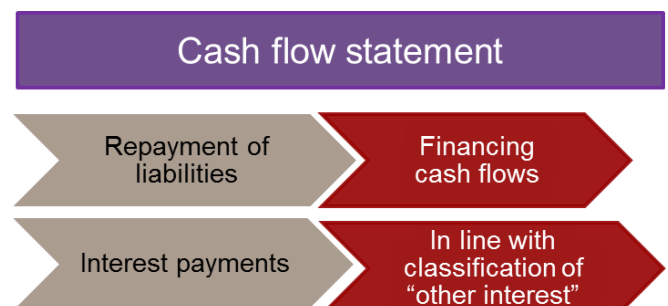 Cash flow statement
Repayment of
liabilities
Financing
cash flows
Interest payments
In line with
classification of
“other interest”